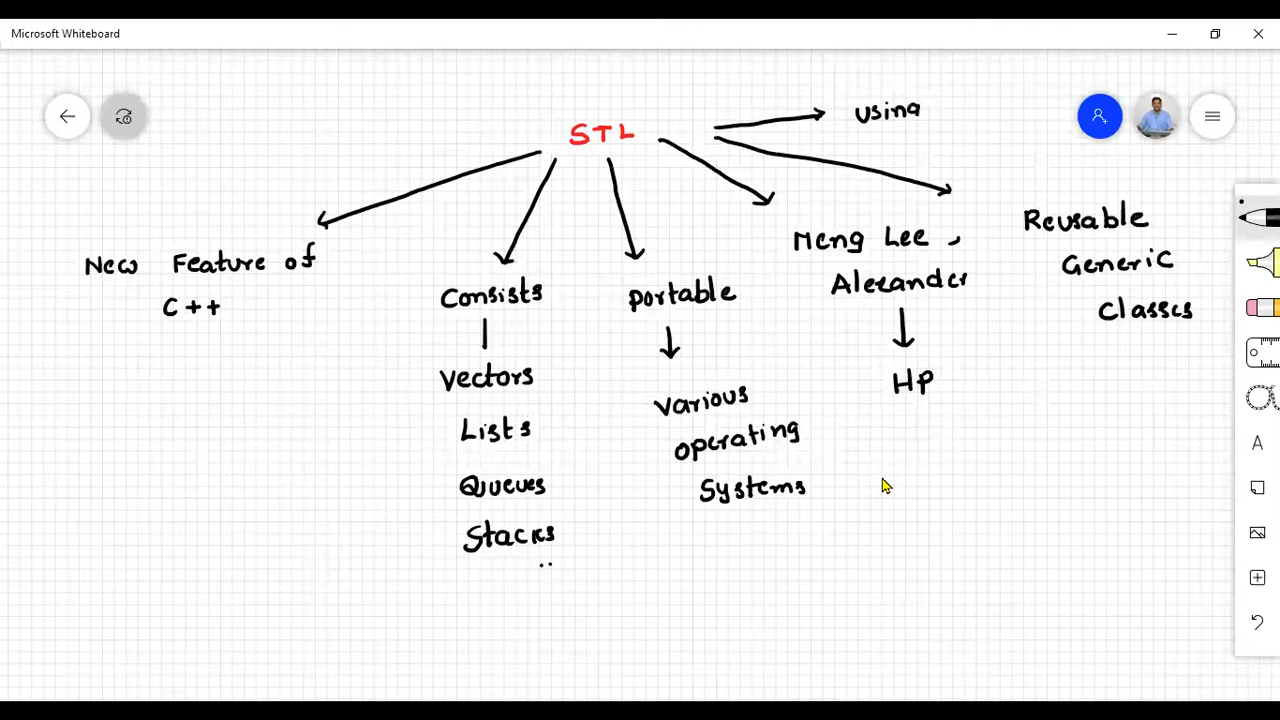 Microsoft Whiteboard
STL
using
New Feature of
C++
Consists
Vectors
Lists
Queues
Stacks
..
Portable
Various
operating
Systems
Meng Lee,
Alexander
HP
Reusable
Generic
Classes
A